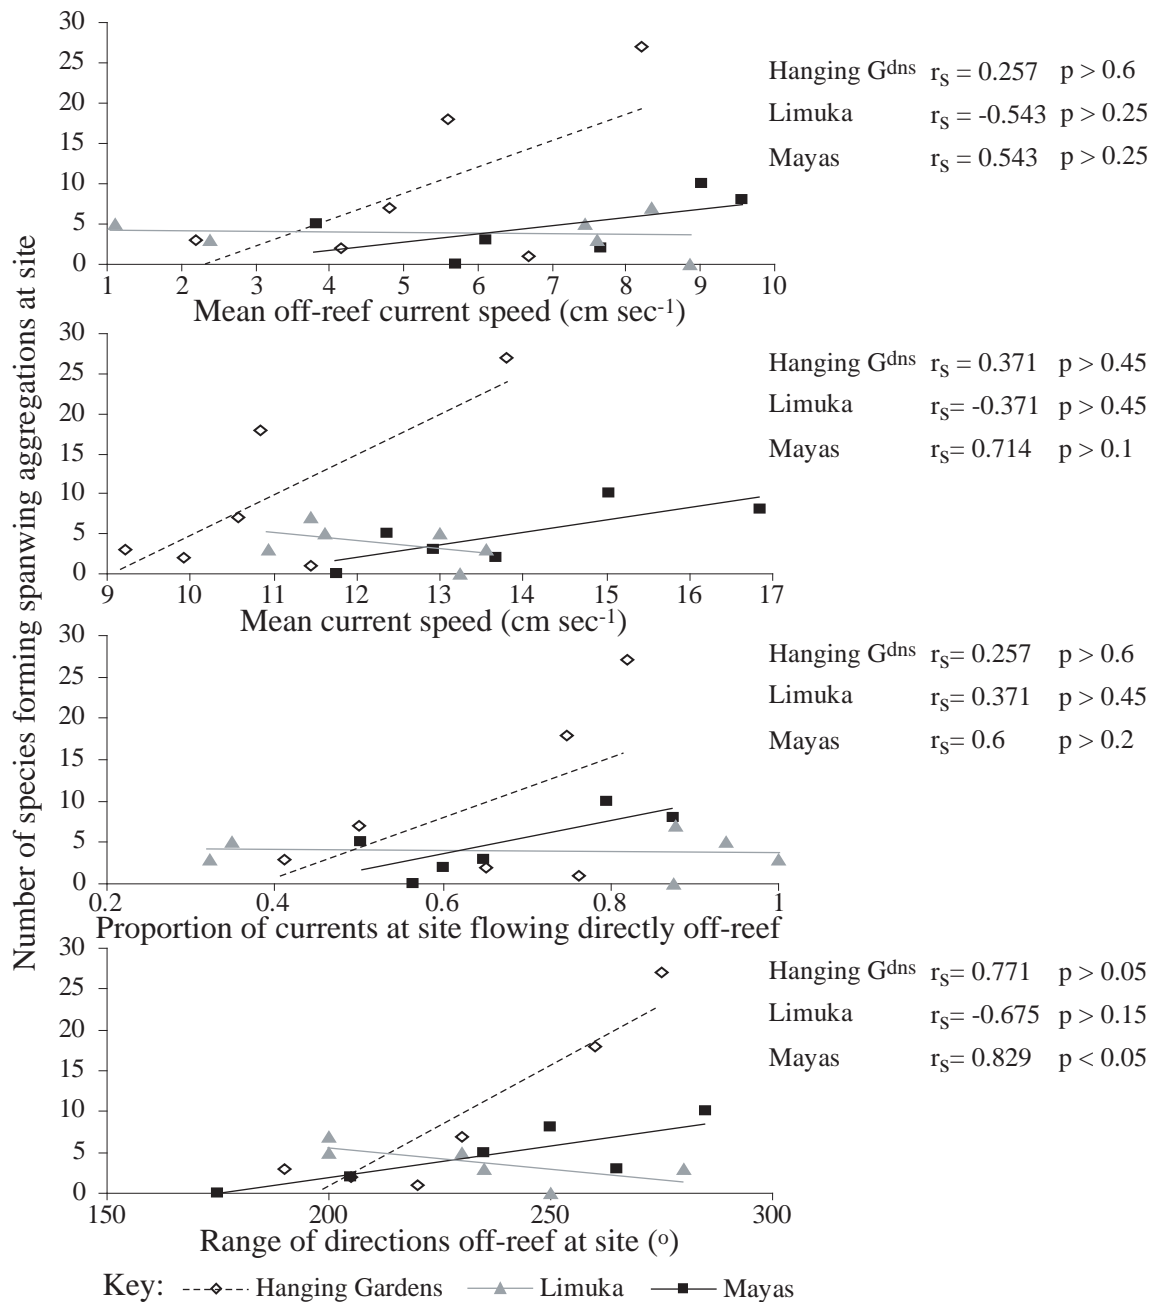 Number of species forming spanwing aggregations at site
30
25
20
15
10
5
0
1 2 3 4 5 6 7 8 9 10
Mean off-reef current speed (cm sec-1)
Hanging Gdns rs = 0.257 p > 0.6
Limuka rs = -0.543 p > 0.25
Mayas rs = 0.543 p > 0.25
30
25
20
15
10
5
0
9 10 11 12 13 14 15 16 17
Mean current speed (cm sec-1)
Hanging Gdns rs = 0.371 p > 0.45
Limuka rs= -0.371 p > 0.45
Mayas rs = 0.714 p > 0.1
30
25
20
15
10
5
0
0.2 0.4 0.6 0.8 1
Proportion of currents at site flowing directly off-reef
Hanging Gdns rs= 0.257 p > 0.6
Limuka rs= 0.371 p > 0.45
Mayas rs= 0.6 p > 0.2
30
25
20
15
10
5
0
150 200 250 300
Range of directions off-reef at site (o)
Hanging Gdns rs= 0.771 p > 0.05
Limuka rs= -0.675 p > 0.15
Mayas rs= 0.829 p < 0.05
Key: Hanging Gardens Limuka Mayas